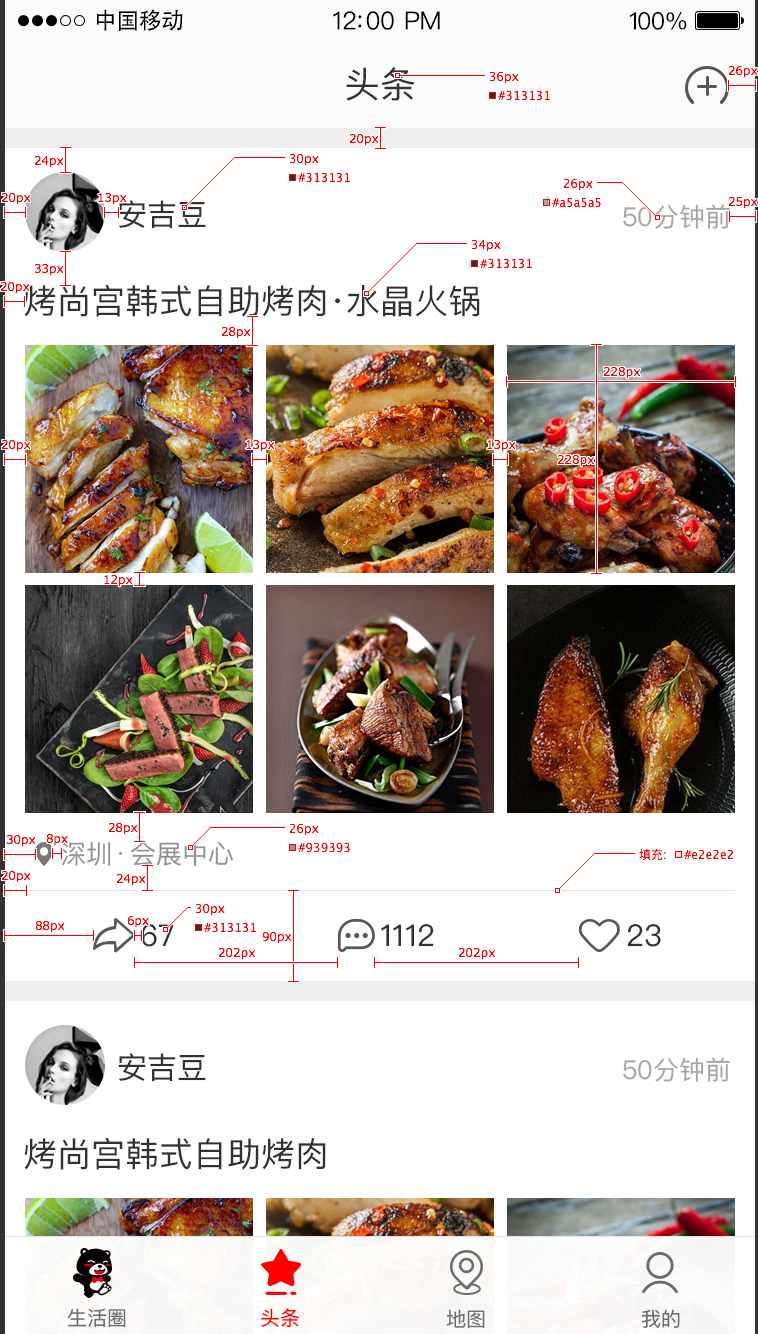 中国移动 12:00 PM 100%
头条
36px
#313131
26px
20px
24px
30px
#313131
26px
#a5a5a5
20px
13px
25px
安吉豆
50分钟前
33px
34px
#313131
20px
烤尚宫韩式自助烤肉·水晶火锅
28px
228px
20px
13px
13px
228px
12px
28px
26px
#939393
30px
8px
深圳·会展中心
填充: #e2e2e2
20px
24px
88px
6px
30px
#313131
67
90px
1112
23
202px
202px
安吉豆
50分钟前
烤尚宫韩式自助烤肉
生活圈 头条 地图 我的